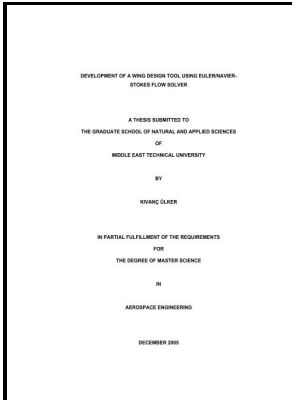 DEVELOPMENT OF A WING DESIGN TOOL USING EULER/NAVIER-
STOKES FLOW SOLVER
A THESIS SUBMITTED TO
THE GRADUATE SCHOOL OF NATURAL AND APPLIED SCIENCES
OF
MIDDLE EAST TECHNICAL UNIVERSITY
BY
KIVANÇ ÜLKER
IN PARTIAL FULFILLMENT OF THE REQUIREMENTS
FOR
THE DEGREE OF MASTER SCIENCE
IN
AEROSPACE ENGINEERING
DECEMBER 2005